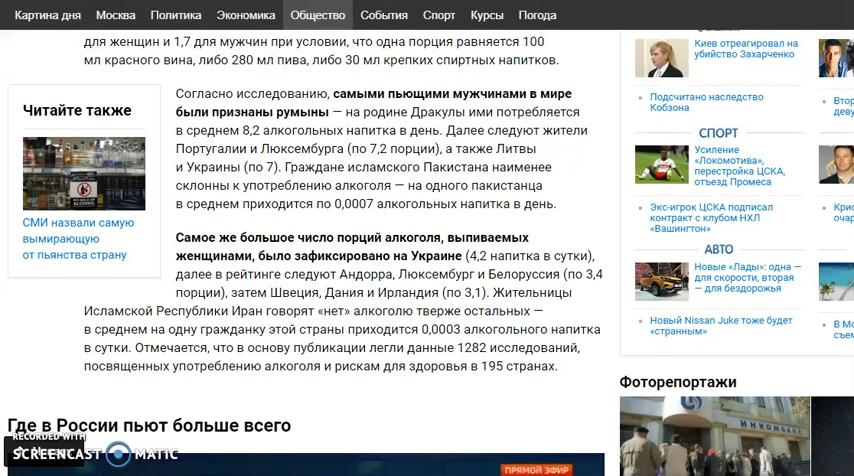 Картина дня Москва Политика Экономика Общество События Спорт Курсы Погода
для женщин и 1,7 для мужчин при условии, что одна порция равняется 100
мл красного вина, либо 280 мл пива, либо 30 мл крепких спиртных напитков.
Читайте также
СМИ назвали самую
вымирающую
от пьянства страну
Согласно исследованию, самыми пьющими мужчинами в мире
были признаны румыны — на родине Дракулы ими потребляется
в среднем 8,2 алкогольных напитка в день. Далее следуют жители
Португалии и Люксембурга (по 7,2 порции), а также Литвы
и Украины (по 7). Граждане исламского Пакистана наименее
склонны к употреблению алкоголя — на одного пакистанца
в среднем приходится по 0,0007 алкогольных напитка в день.
Самое же большое число порций алкоголя, выпиваемых
женщинами, было зафиксировано на Украине (4,2 напитка в сутки),
далее в рейтинге следуют Андорра, Люксембург и Белоруссия (по 3,4
порции), затем Швеция, Дания и Ирландия (по 3,1). Жительницы
Исламской Республики Иран говорят «нет» алкоголю тверже остальных —
в среднем на одну гражданку этой страны приходится 0,0003 алкогольного напитка
в сутки. Отмечается, что в основу публикации легли данные 1282 исследований,
посвященных употреблению алкоголя и рискам для здоровья в 195 странах.
Где в России пьют больше всего
RECORDED WITH
SCREENCAST MATIC
ПРЯМОЙ ЭФИР
Киев отреагировал на
убийство Захарченко
Подсчитано наследство
Кобзона
СПОРТ
Усиление
«Локомотива»,
перестройка ЦСКА,
отъезд Промеса
Экс-игрок ЦСКА подписал
контракт с клубом НХЛ
«Вашингтон»
АВТО
Новые «Лады»: одна —
для скорости, вторая
— для бездорожья
Новый Nissan Juke тоже будет
«странным»
Фоторепортажи
ИНКОМБАНК